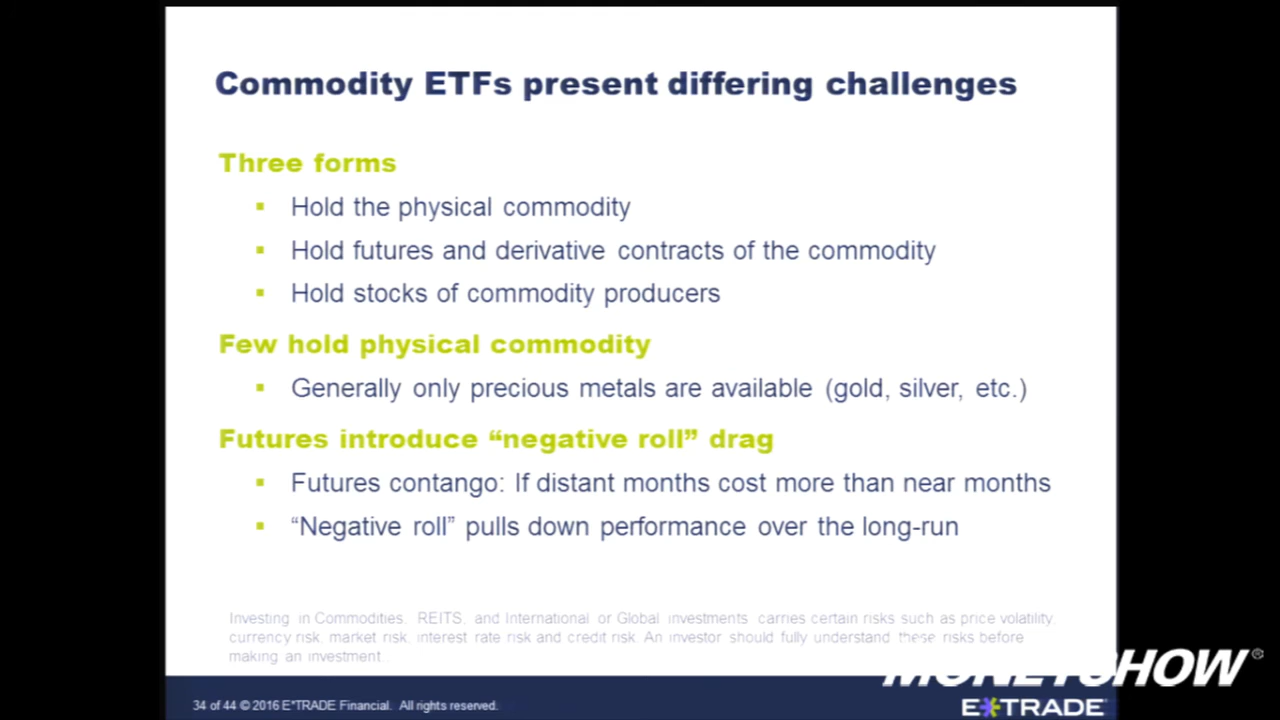 Commodity ETFs present differing challenges
Three forms
▪ Hold the physical commodity
▪ Hold futures and derivative contracts of the commodity
▪ Hold stocks of commodity producers
Few hold physical commodity
▪ Generally only precious metals are available (gold, silver, etc.)
Futures introduce “negative roll” drag
▪ Futures contango: If distant months cost more than near months
▪ “Negative roll” pulls down performance over the long-run
Investing in Commodities, REITS, and International or Global investments carries certain risks such as price volatility,
currency risk, market risk, interest rate risk and credit risk. An investor should fully understand these risks before
making an investment.
MONEYSHOW®
34 of 44 © 2016 E*TRADE Financial. All rights reserved.
E*TRADE